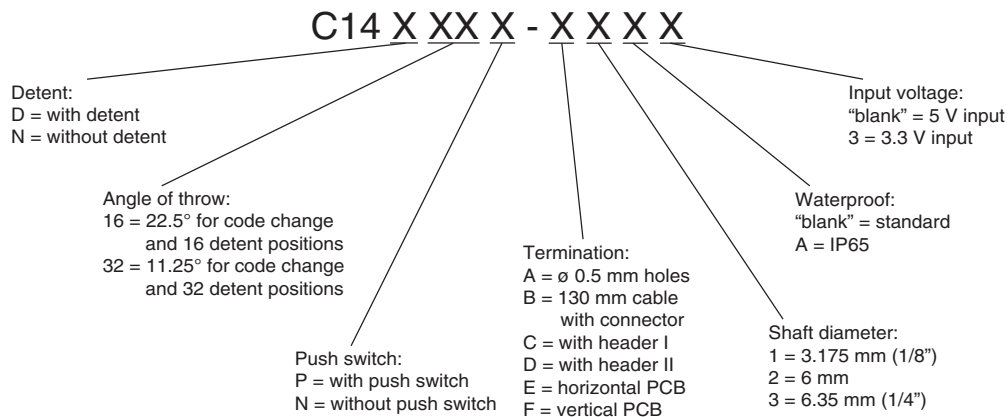 C14 X XX X - X X X X
Detent:
D = with detent
N = without detent
Angle of throw:
16 = 22.5° for code change
and 16 detent positions
32 = 11.25° for code change
and 32 detent positions
Push switch:
P = with push switch
N = without push switch
Termination:
A = ø 0.5 mm holes
B = 130 mm cable
with connector
C = with header I
D = with header II
E = horizontal PCB
F = vertical PCB
Shaft diameter:
1 = 3.175 mm (1/8”)
2 = 6 mm
3 = 6.35 mm (1/4”)
Waterproof:
“blank” = standard
A = IP65
Input voltage:
“blank” = 5 V input
3 = 3.3 V input